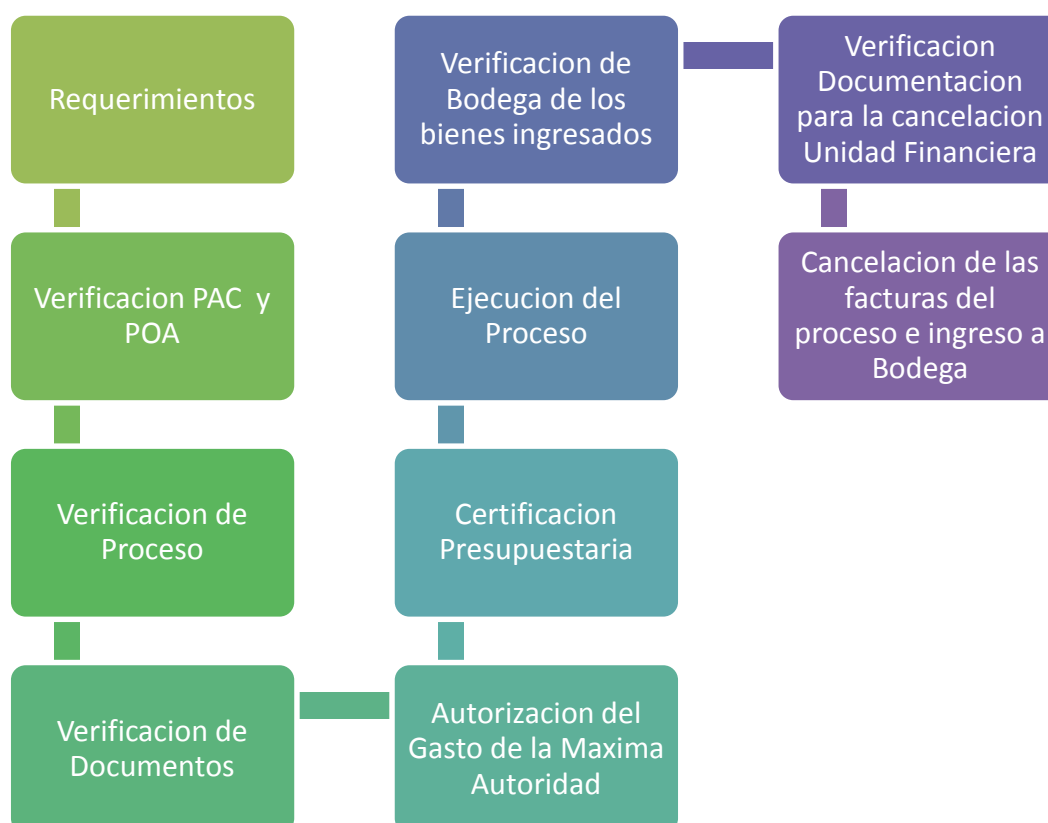 Requerimientos
Verificacion PAC y
POA
Verificacion de
Proceso
Verificacion de
Documentos
Autorizacion del
Gasto de la Maxima
Autoridad
Certificacion
Presupuestaria
Ejecucion del
Proceso
Verificacion de
Bodega de los
bienes ingresados
Verificacion
Documentacion
para la cancelacion
Unidad Financiera
Cancelacion de las
facturas del
proceso e ingreso a
Bodega